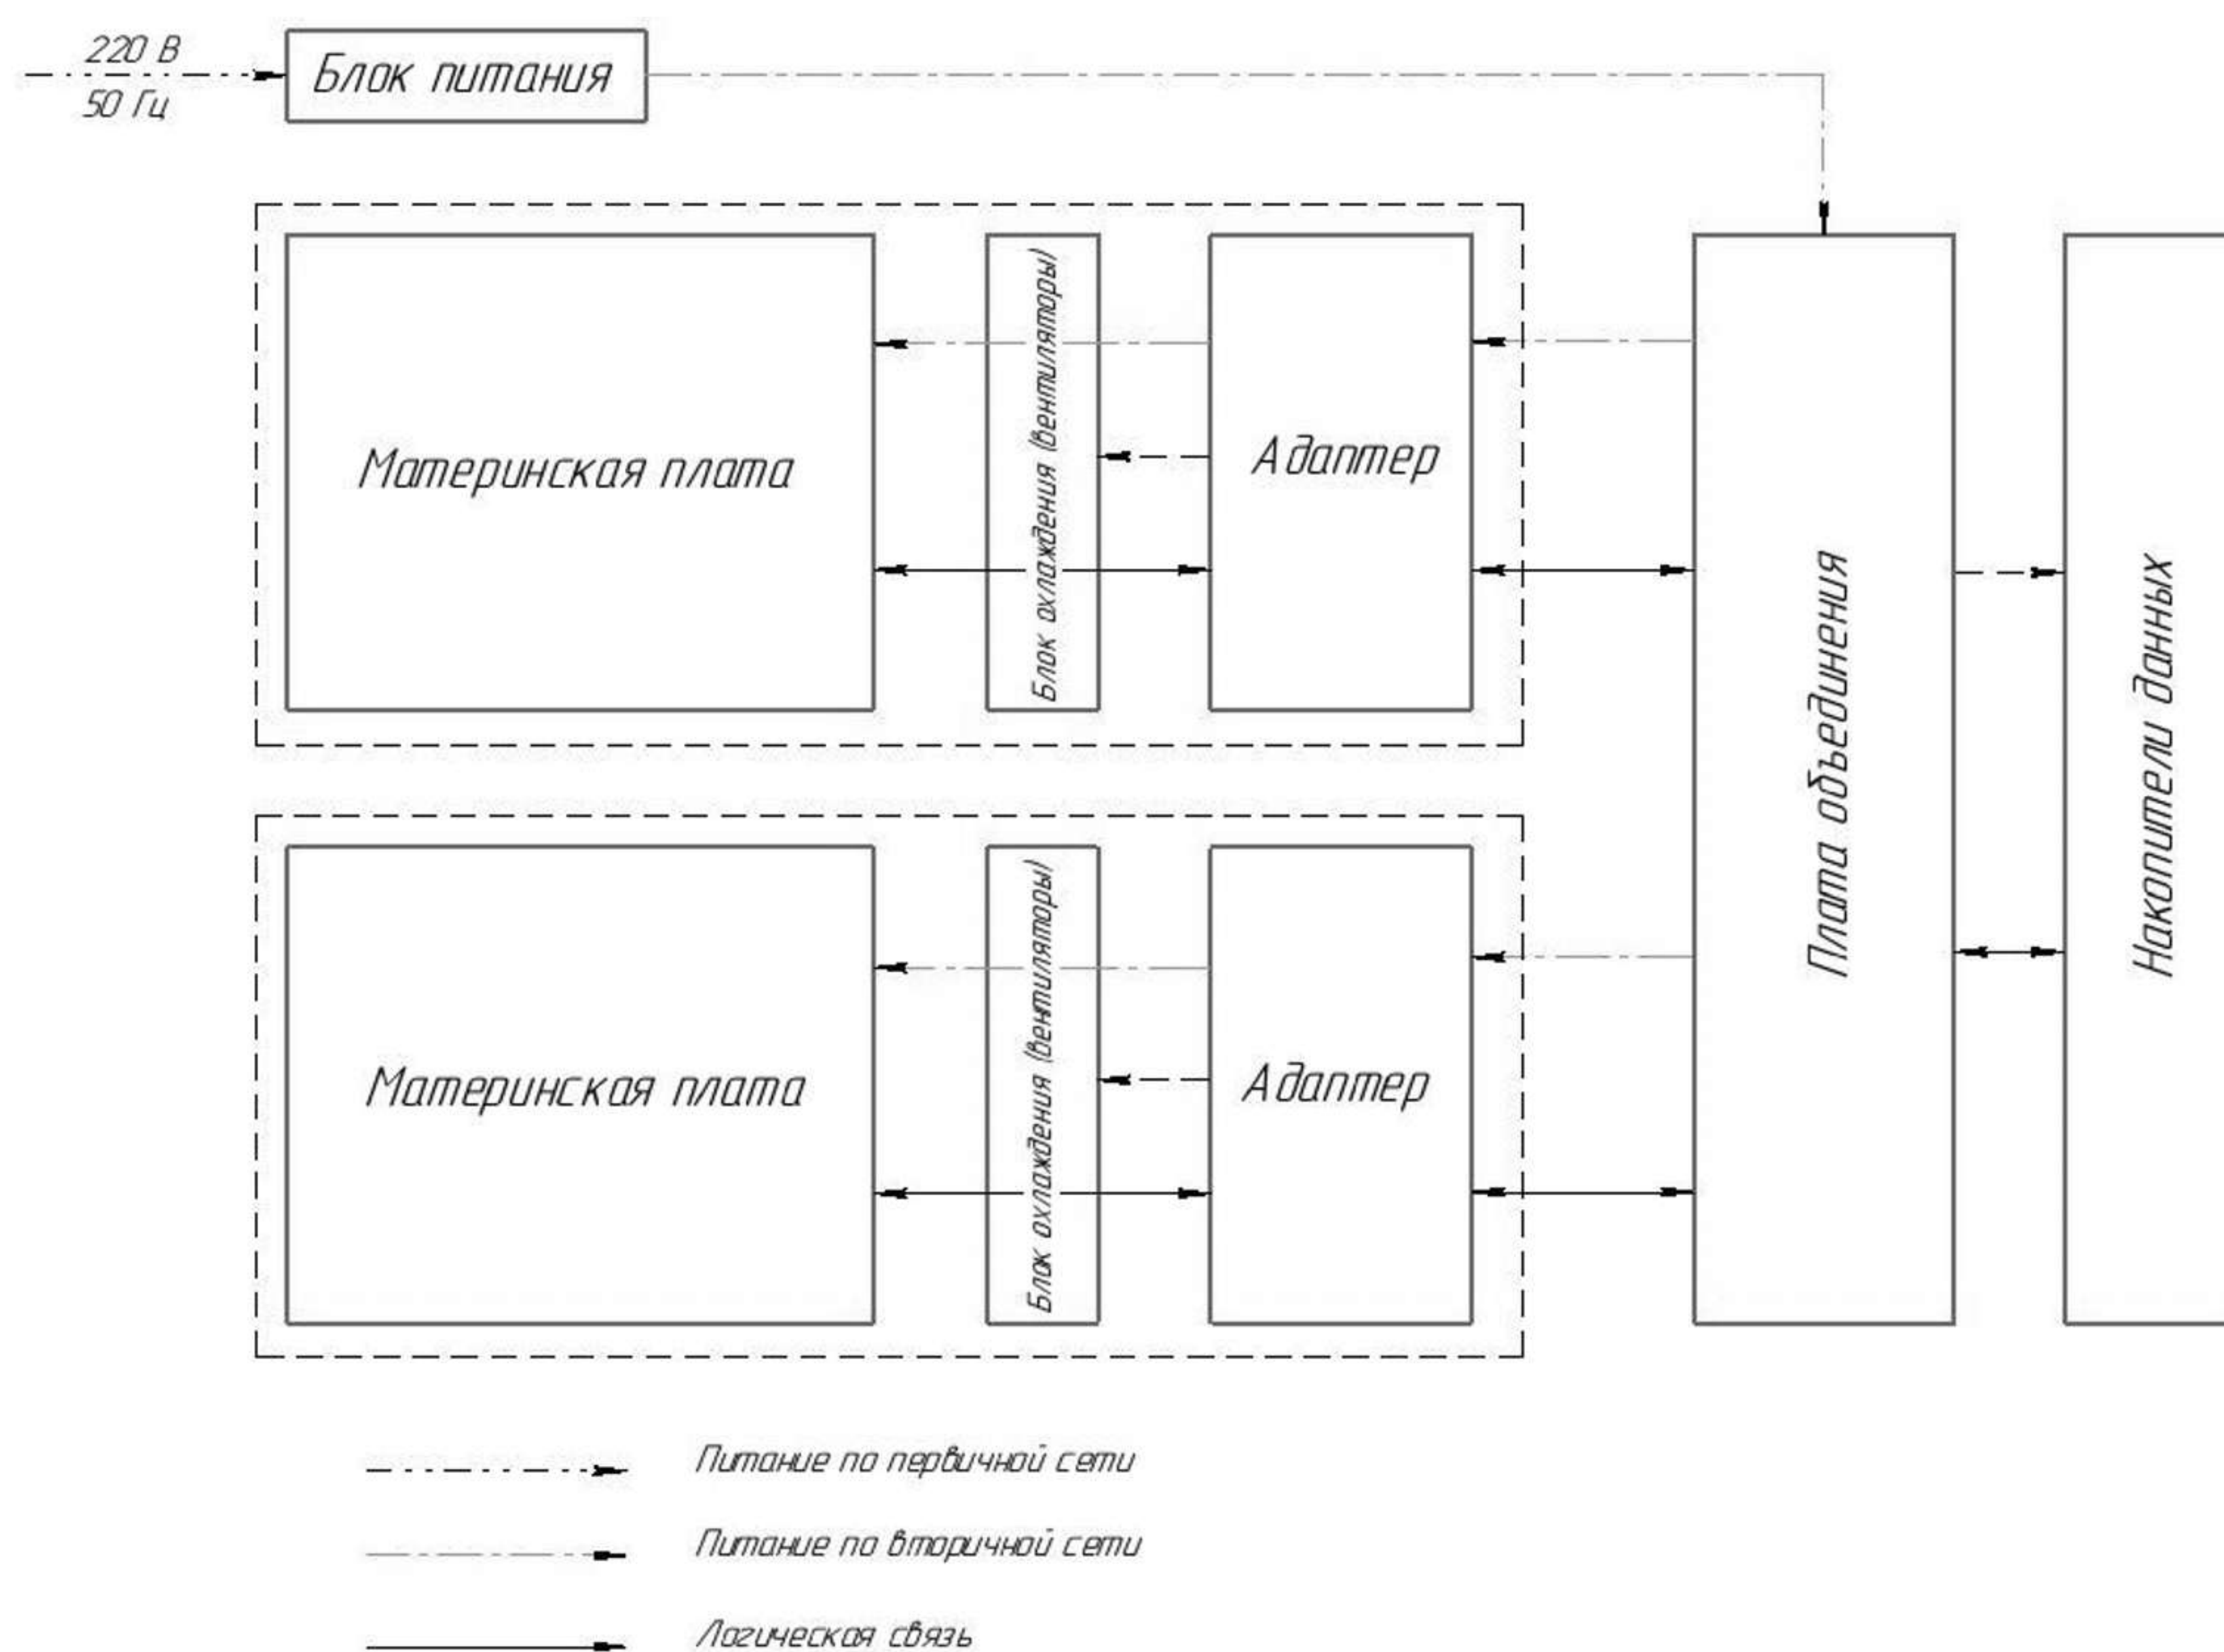 220 В
50 Гц
Блок питания
Материнская плата
Блок охлаждения (вентиляторы)
Адаптер
Плата объединения
Накопители данных
Материнская плата
Блок охлаждения (вентиляторы)
Адаптер
Питание по первичной сети
Питание по вторичной сети
Логическая связь